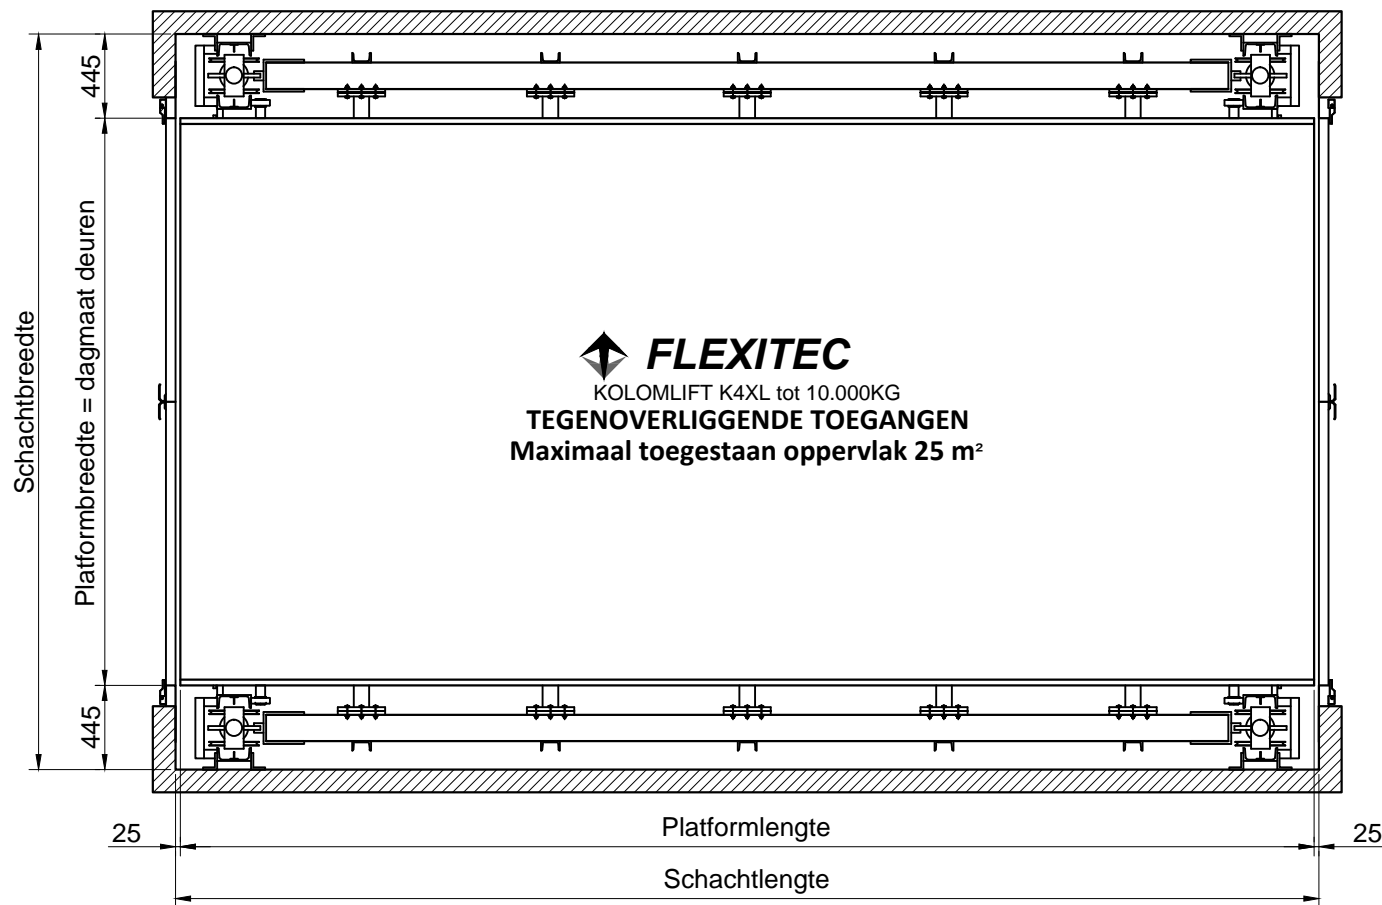 445
Schachtbreedte
Platformbreedte = dagmaat deuren
FLEXITEC
KOLOMLIFT K4XL tot 10.000KG
TEGENOVERLIGGENDE TOEGANGEN
Maximaal toegestaan oppervlak 25 m²
445
25
Platformlengte
25
Schachtlengte